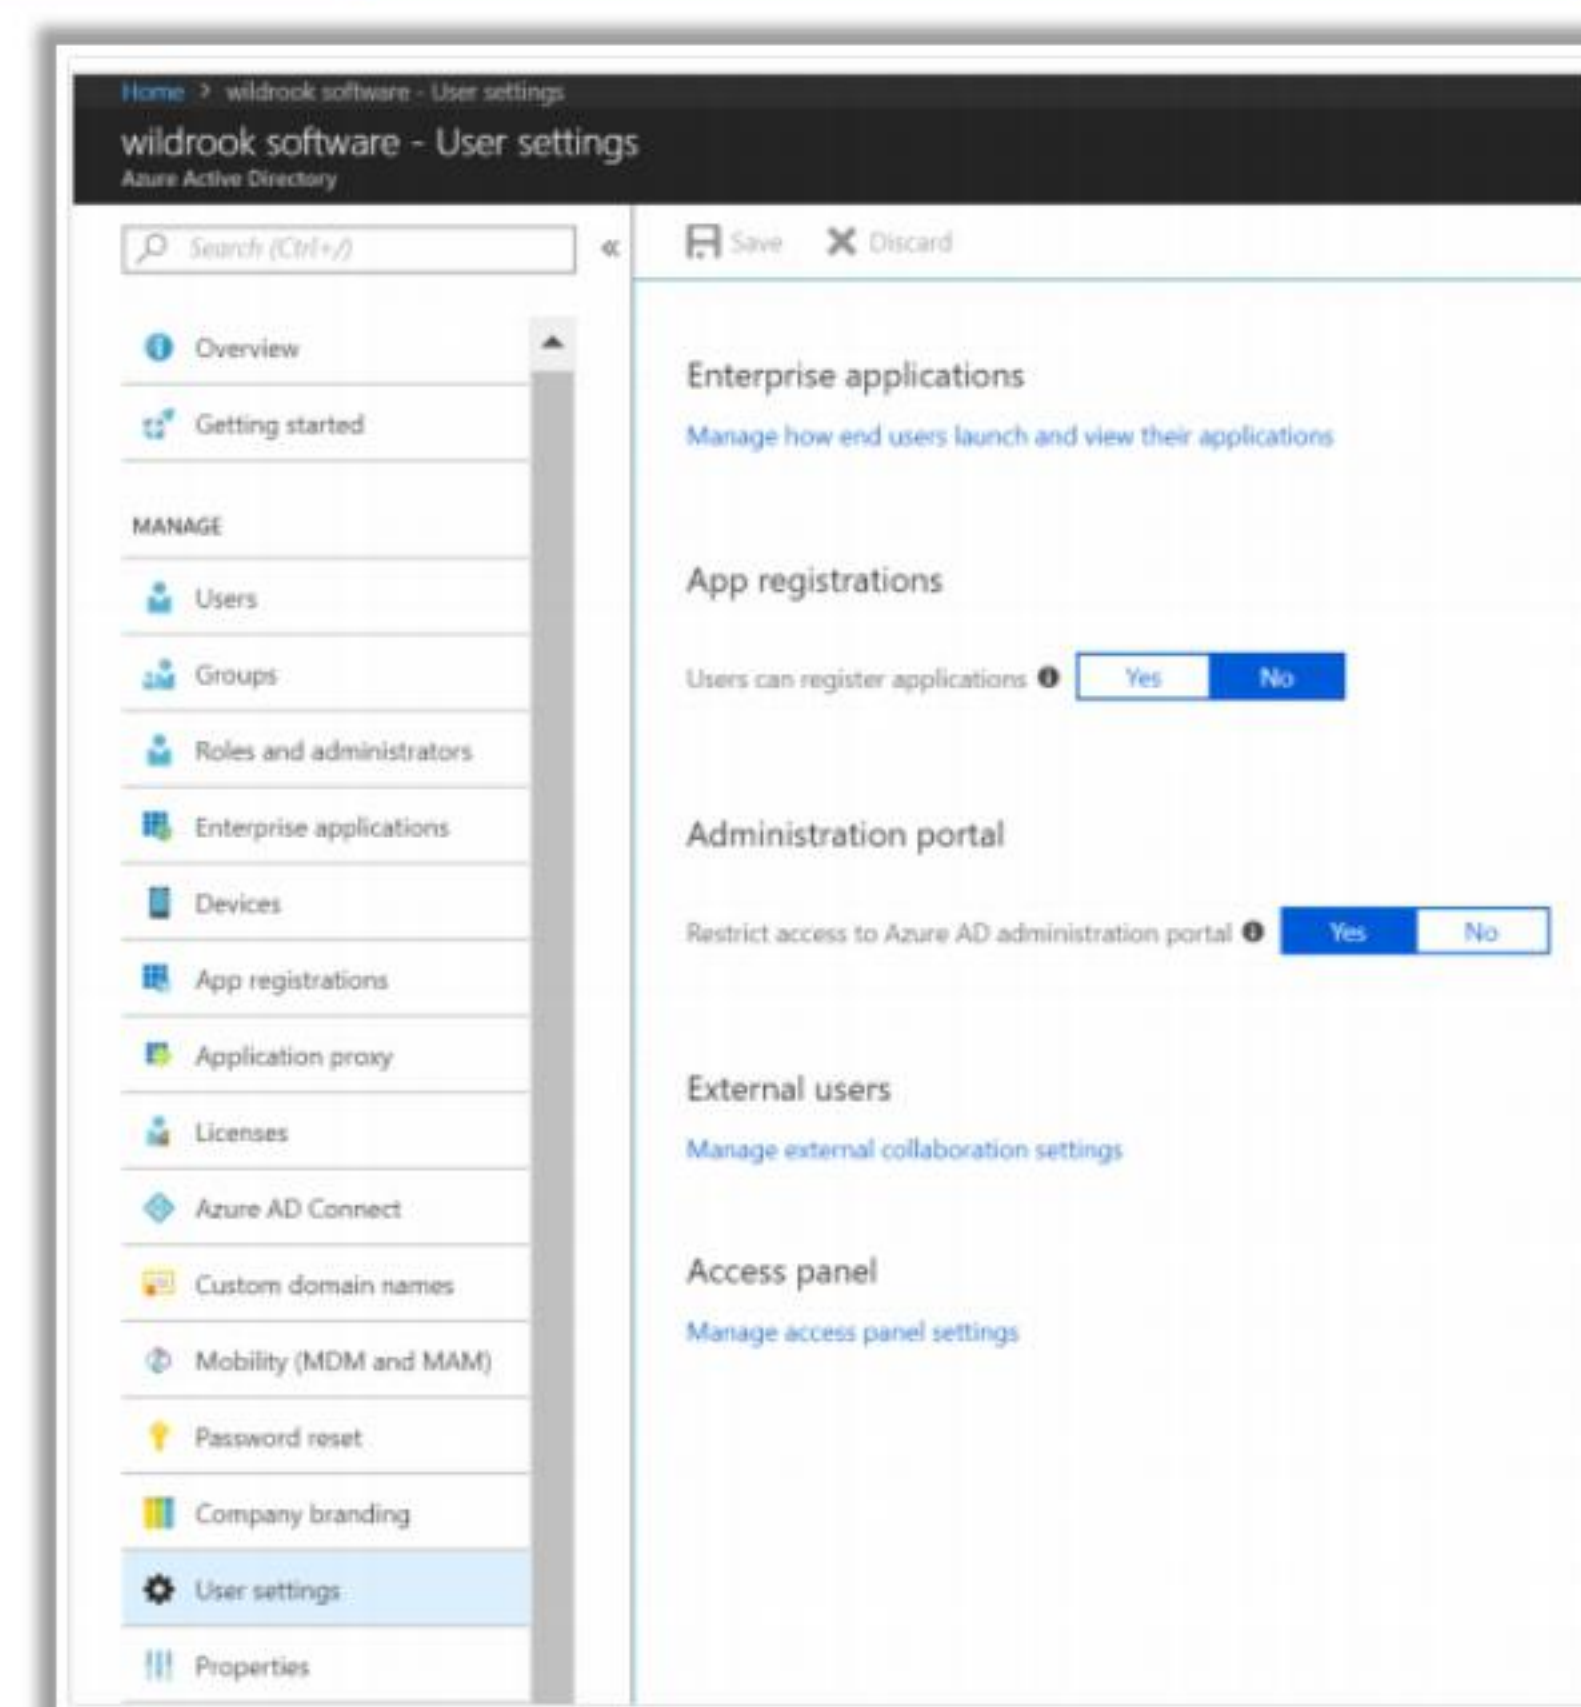 Home > wildrook software - User settings
wildrook software - User settings
Azure Active Directory
Search (Ctrl+/)
«
Save
Discard
Overview
Getting started
MANAGE
Users
Groups
Roles and administrators
Enterprise applications
Devices
App registrations
Application proxy
Licenses
Azure AD Connect
Custom domain names
Mobility (MDM and MAM)
Password reset
Company branding
User settings
Properties
Enterprise applications
Manage how end users launch and view their applications
App registrations
Users can register applications Yes No
Administration portal
Restrict access to Azure AD administration portal Yes No
External users
Manage external collaboration settings
Access panel
Manage access panel settings